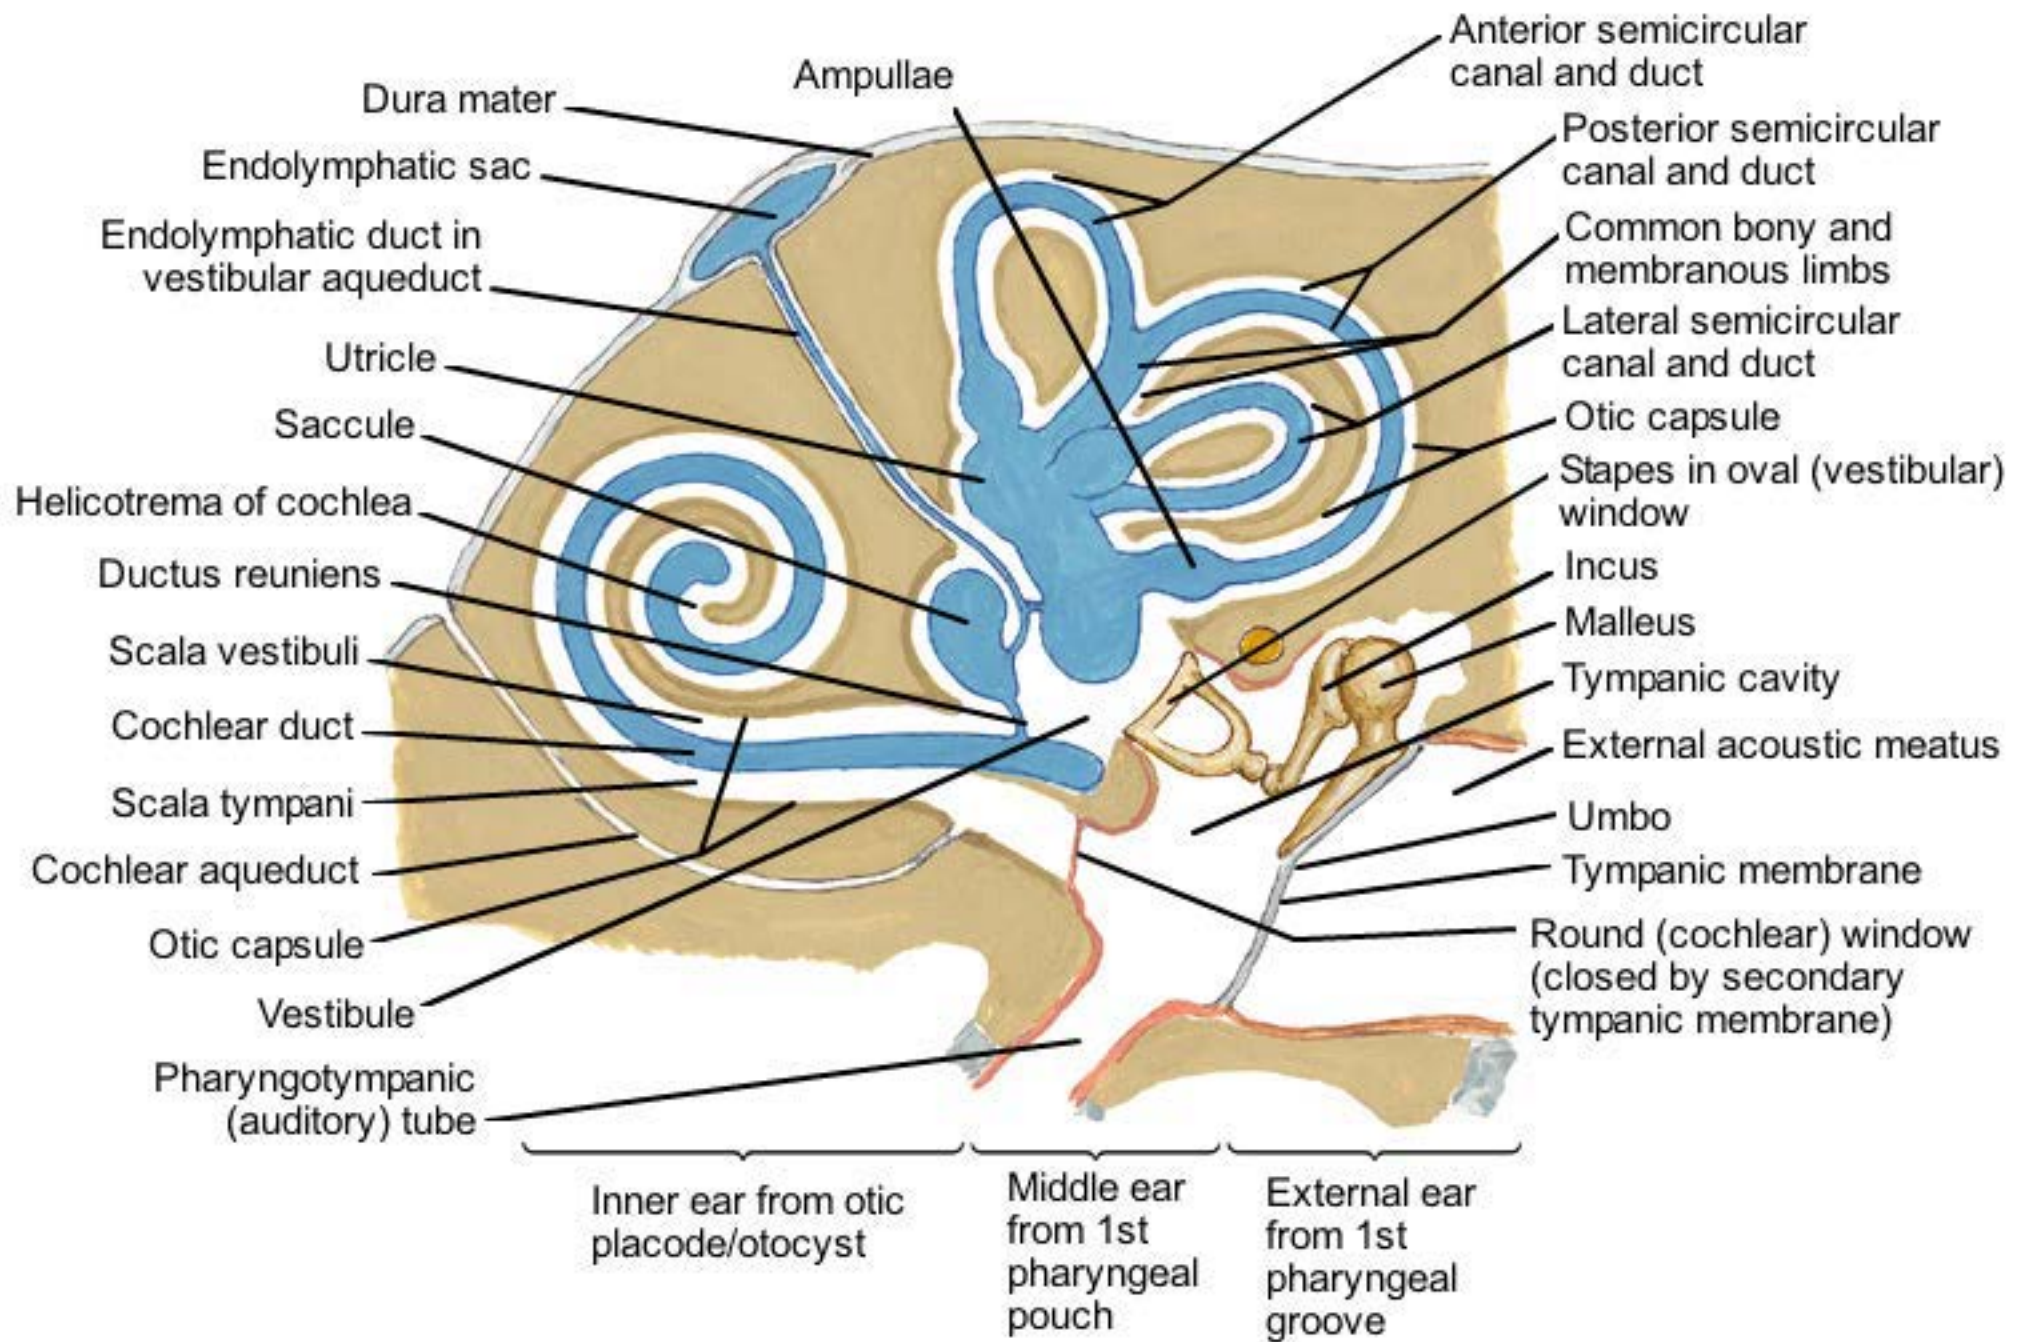 Ampullae
Dura mater
Endolymphatic sac
Endolymphatic duct in
vestibular aqueduct
Utricle
Saccule
Helicotrema of cochlea
Ductus reuniens
Scala vestibuli
Cochlear duct
Scala tympani
Cochlear aqueduct
Otic capsule
Vestibule
Pharyngotympanic
(auditory) tube
Anterior semicircular
canal and duct
Posterior semicircular
canal and duct
Common bony and
membranous limbs
Lateral semicircular
canal and duct
Otic capsule
Stapes in oval (vestibular)
window
Incus
Malleus
Tympanic cavity
External acoustic meatus
Umbo
Tympanic membrane
Round (cochlear) window
(closed by secondary
tympanic membrane)
Inner ear from otic
placode/otocyst
Middle ear
from 1st
pharyngeal
pouch
External ear
from 1st
pharyngeal
groove